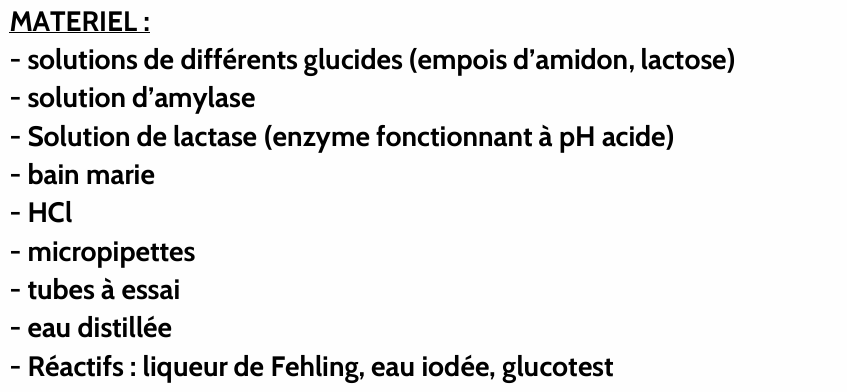 MATERIEL :
- solutions de différents glucides (empois d’amidon, lactose)
- solution d’amylase
- Solution de lactase (enzyme fonctionnant à pH acide)
- bain marie
- HCl
- micropipettes
- tubes à essai
- eau distillée
- Réactifs : liqueur de Fehling, eau iodée, glucotest